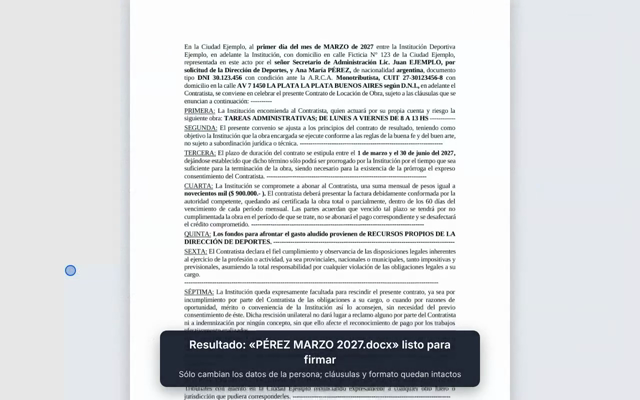 En la Ciudad Ejemplo, al primer día del mes de MARZO de 2027 entre la Institución Deportiva
Ejemplo, en adelante la Institución, con domicilio en calle Ficticia Nº 123 de la Ciudad Ejemplo,
representada en este acto por el señor Secretario de Administración Lic. Juan EJEMPLO, por
solicitud de la Dirección de Deportes, y Ana María PÉREZ, de nacionalidad argentina, documento
tipo DNI 30.123.456 con condición ante la A.R.C.A. Monotributista, CUIT 27-30123456-8 con
domicilio en la calle AV 7 1450 LA PLATA LA PLATA BUENOS AIRES según D.N.I., en adelante el
Contratista, se conviene en celebrar el presente Contrato de Locación de Obra, sujeto a las cláusulas que se
enuncian a continuación: ----------
PRIMERA: La Institución encomienda al Contratista, quien actuará por su propia cuenta y riesgo la
siguiente obra: TAREAS ADMINISTRATIVAS; DE LUNES A VIERNES DE 8 A 13 HS -----------
SEGUNDA: El presente convenio se ajusta a los principios del contrato de resultado, teniendo como
objetivo la Institución que la obra encargada se ejecute conforme a las reglas de la buena fe y del buen arte,
no sujeto a subordinación jurídica o técnica. ----------
TERCERA: El plazo de duración del contrato se estipula entre el 1 de marzo y el 30 de junio del 2027,
dejándose establecido que dicho término sólo podrá ser prorrogado por la Institución por el tiempo que sea
suficiente para la terminación de la obra, siendo necesario para la existencia de la prórroga el expreso
consentimiento de la Institución. ----------
CUARTA: La Institución se compromete a abonar al Contratista, una suma mensual de pesos igual a
novecientos mil ($ 900.000.- ). El contratista deberá presentar la factura debidamente conformada por la
autoridad competente, quedando así certificada la obra total o parcialmente, dentro de los 60 días del
vencimiento de cada período mensual. Las partes acuerdan que vencido tal plazo se tendrá por no
cumplimentada la obra en el período de que se trate, no se abonará el pago correspondiente y se desafectará
el crédito comprometido. ----------
QUINTA: Los fondos para afrontar el gasto aludido provienen de RECURSOS PROPIOS DE LA
DIRECCIÓN DE DEPORTES. ----------
SEXTA: El Contratista declara el fiel cumplimiento y observancia de las disposiciones legales inherentes
al ejercicio de la profesión o actividad, ya sea provinciales, nacionales o municipales, tanto impositivas y
previsionales, asumiendo la total responsabilidad por cualquier violación de las obligaciones legales a su
cargo.
----------
SÉPTIMA: La Institución queda expresamente facultada para rescindir el presente contrato, ya sea por
incumplimiento por parte del Contratista de las obligaciones a su cargo, o cuando por razones de
oportunidad, mérito o conveniencia de la Institución así lo aconsejen, sin necesidad del previo
consentimiento de éste. Dicha rescisión unilateral no dará lugar a reclamo alguno por parte del Contratista
ni a indemnización por ningún concepto, sin que ello afecte el reconocimiento de pago por los trabajos
Resultado: «PÉREZ MARZO 2027.docx» listo para
firmar
Sólo cambian los datos de la persona; cláusulas y formato quedan intactos
jurisdicción que pudiera corresponderles. ----------